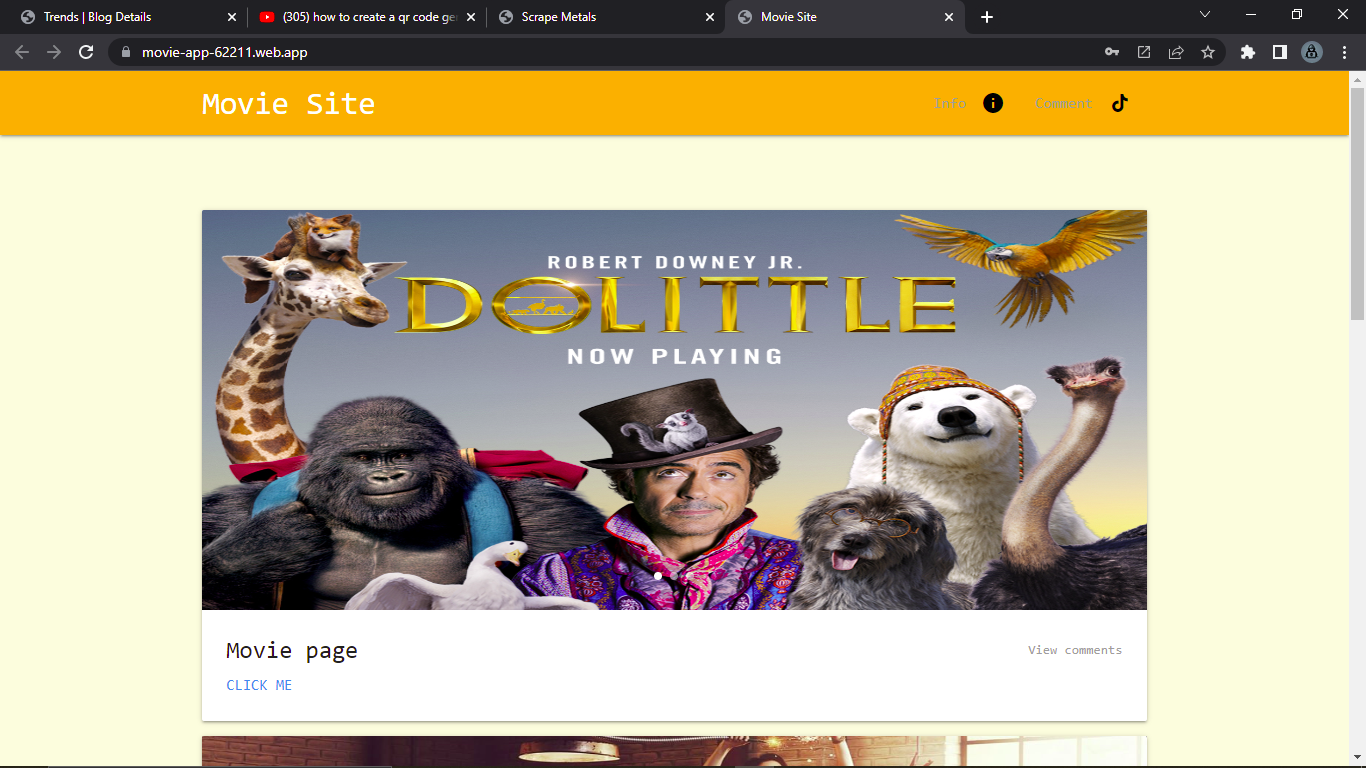 Trends | Blog Details
(305) how to create a qr code ge
Scrape Metals
Movie Site
movie-app-62211.web.app
Movie Site
Info
Comment
ROBERT DOWNEY JR.
DOLITTLE
NOW PLAYING
Movie page
View comments
CLICK ME